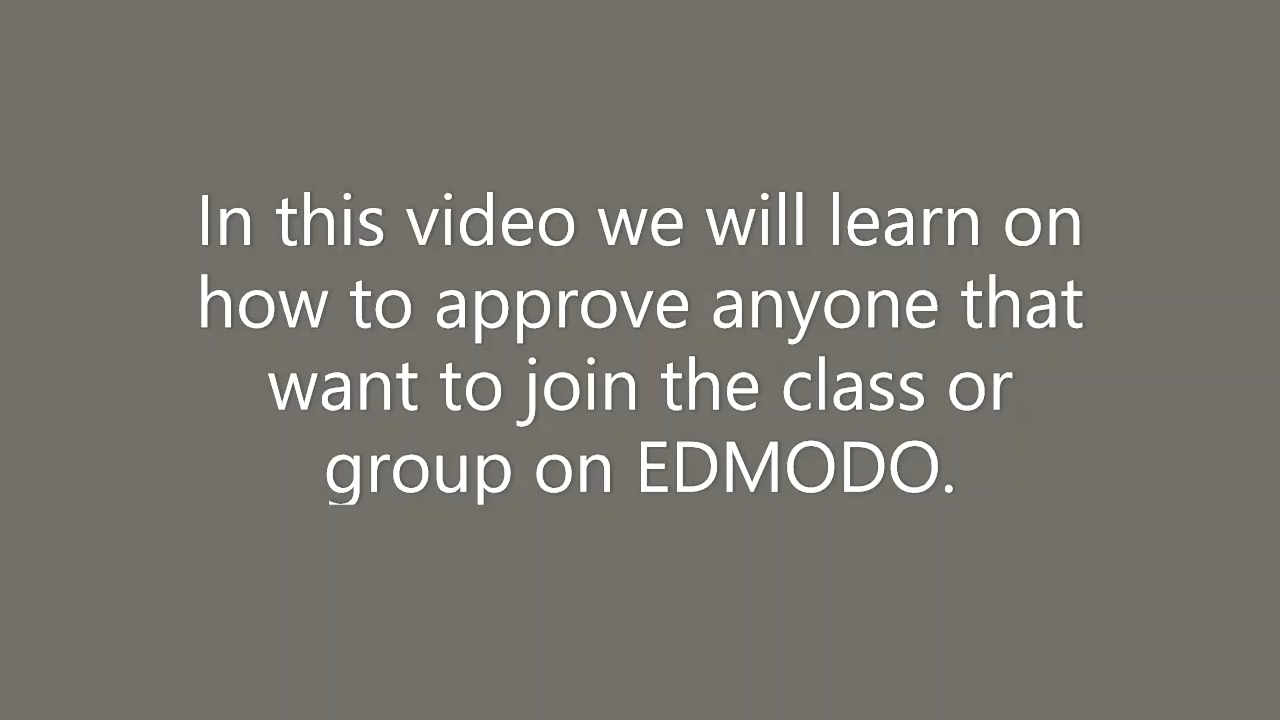 In this video we will learn on
how to approve anyone that
want to join the class or
group on EDMODO.